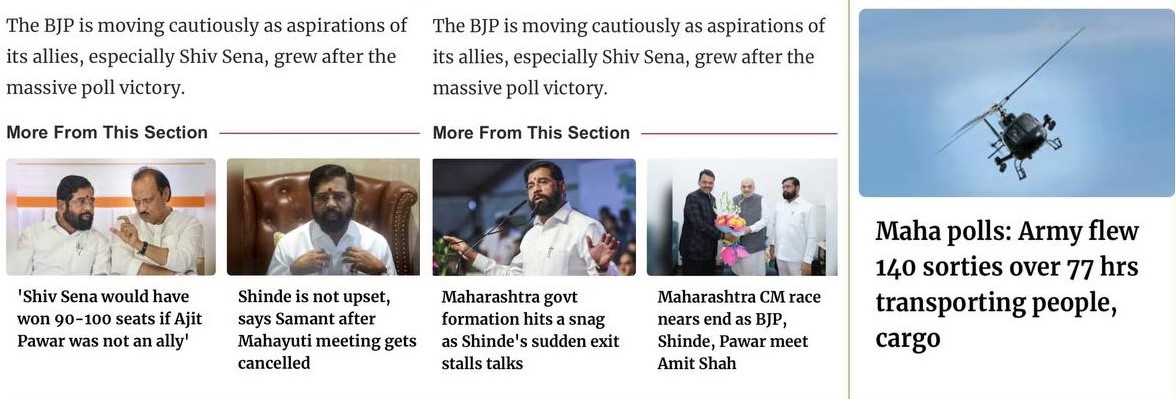 The BJP is moving cautiously as aspirations of
its allies, especially Shiv Sena, grew after the
massive poll victory.
More From This Section
'Shiv Sena would have
won 90-100 seats if Ajit
Pawar was not an ally'
Shinde is not upset,
says Samant after
Mahayuti meeting gets
cancelled
The BJP is moving cautiously as aspirations of
its allies, especially Shiv Sena, grew after the
massive poll victory.
More From This Section
Maharashtra govt
formation hits a snag
as Shinde's sudden exit
stalls talks
Maharashtra CM race
nears end as BJP,
Shinde, Pawar meet
Amit Shah
Maha polls: Army flew
140 sorties over 77 hrs
transporting people,
cargo